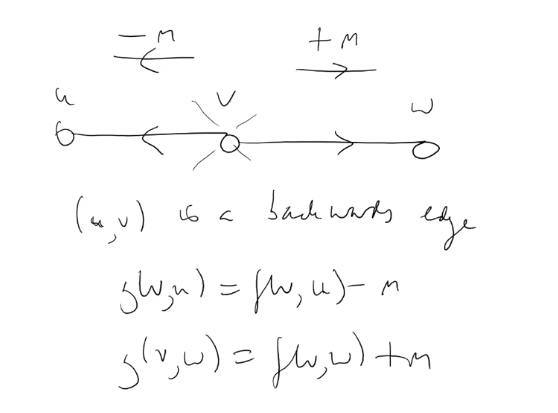 - m + m
u v w
(u,v) is a backwards edge
g(v,u) = f(v,u) - m
g(v,w) = f(v,w) + m